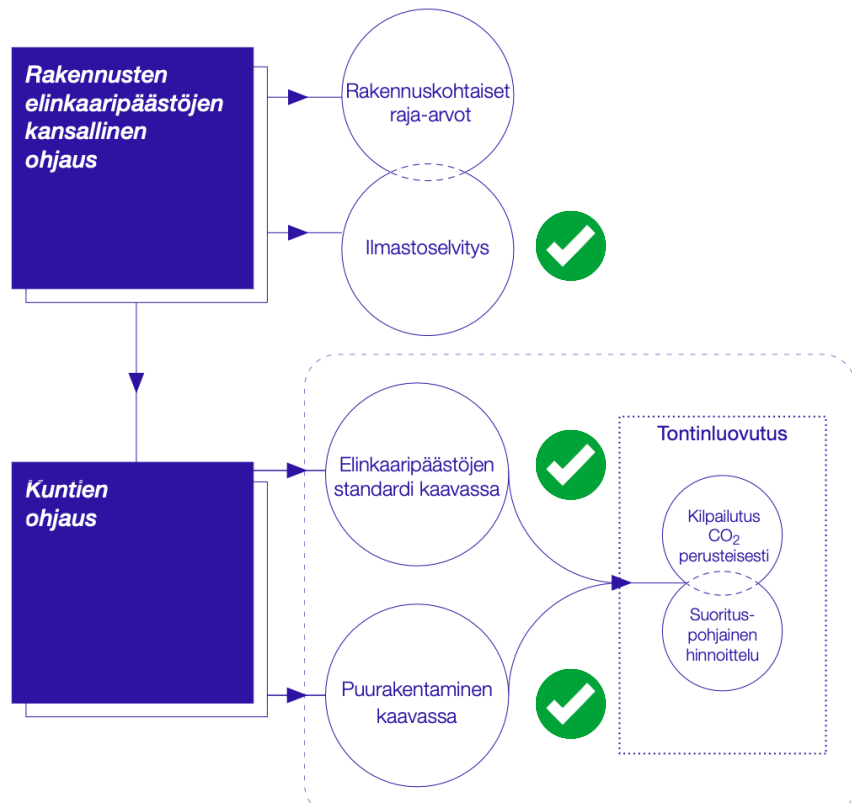 Rakennusten
elinkaaripäästöjen
kansallinen
ohjaus
Rakennuskohtaiset
raja-arvot
Ilmastoselvitys
Kuntien
ohjaus
Elinkaaripäästöjen
standardi kaavassa
Puurakentaminen
kaavassa
Tontinluovutus
Kilpailutus
CO₂
perusteisesti
Suoritus-
pohjainen
hinnoittelu